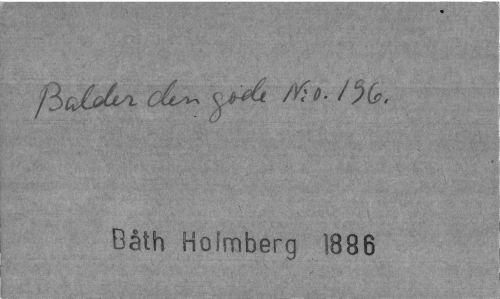 Balder den gode N:o. 196.
Båth Holmberg 1886